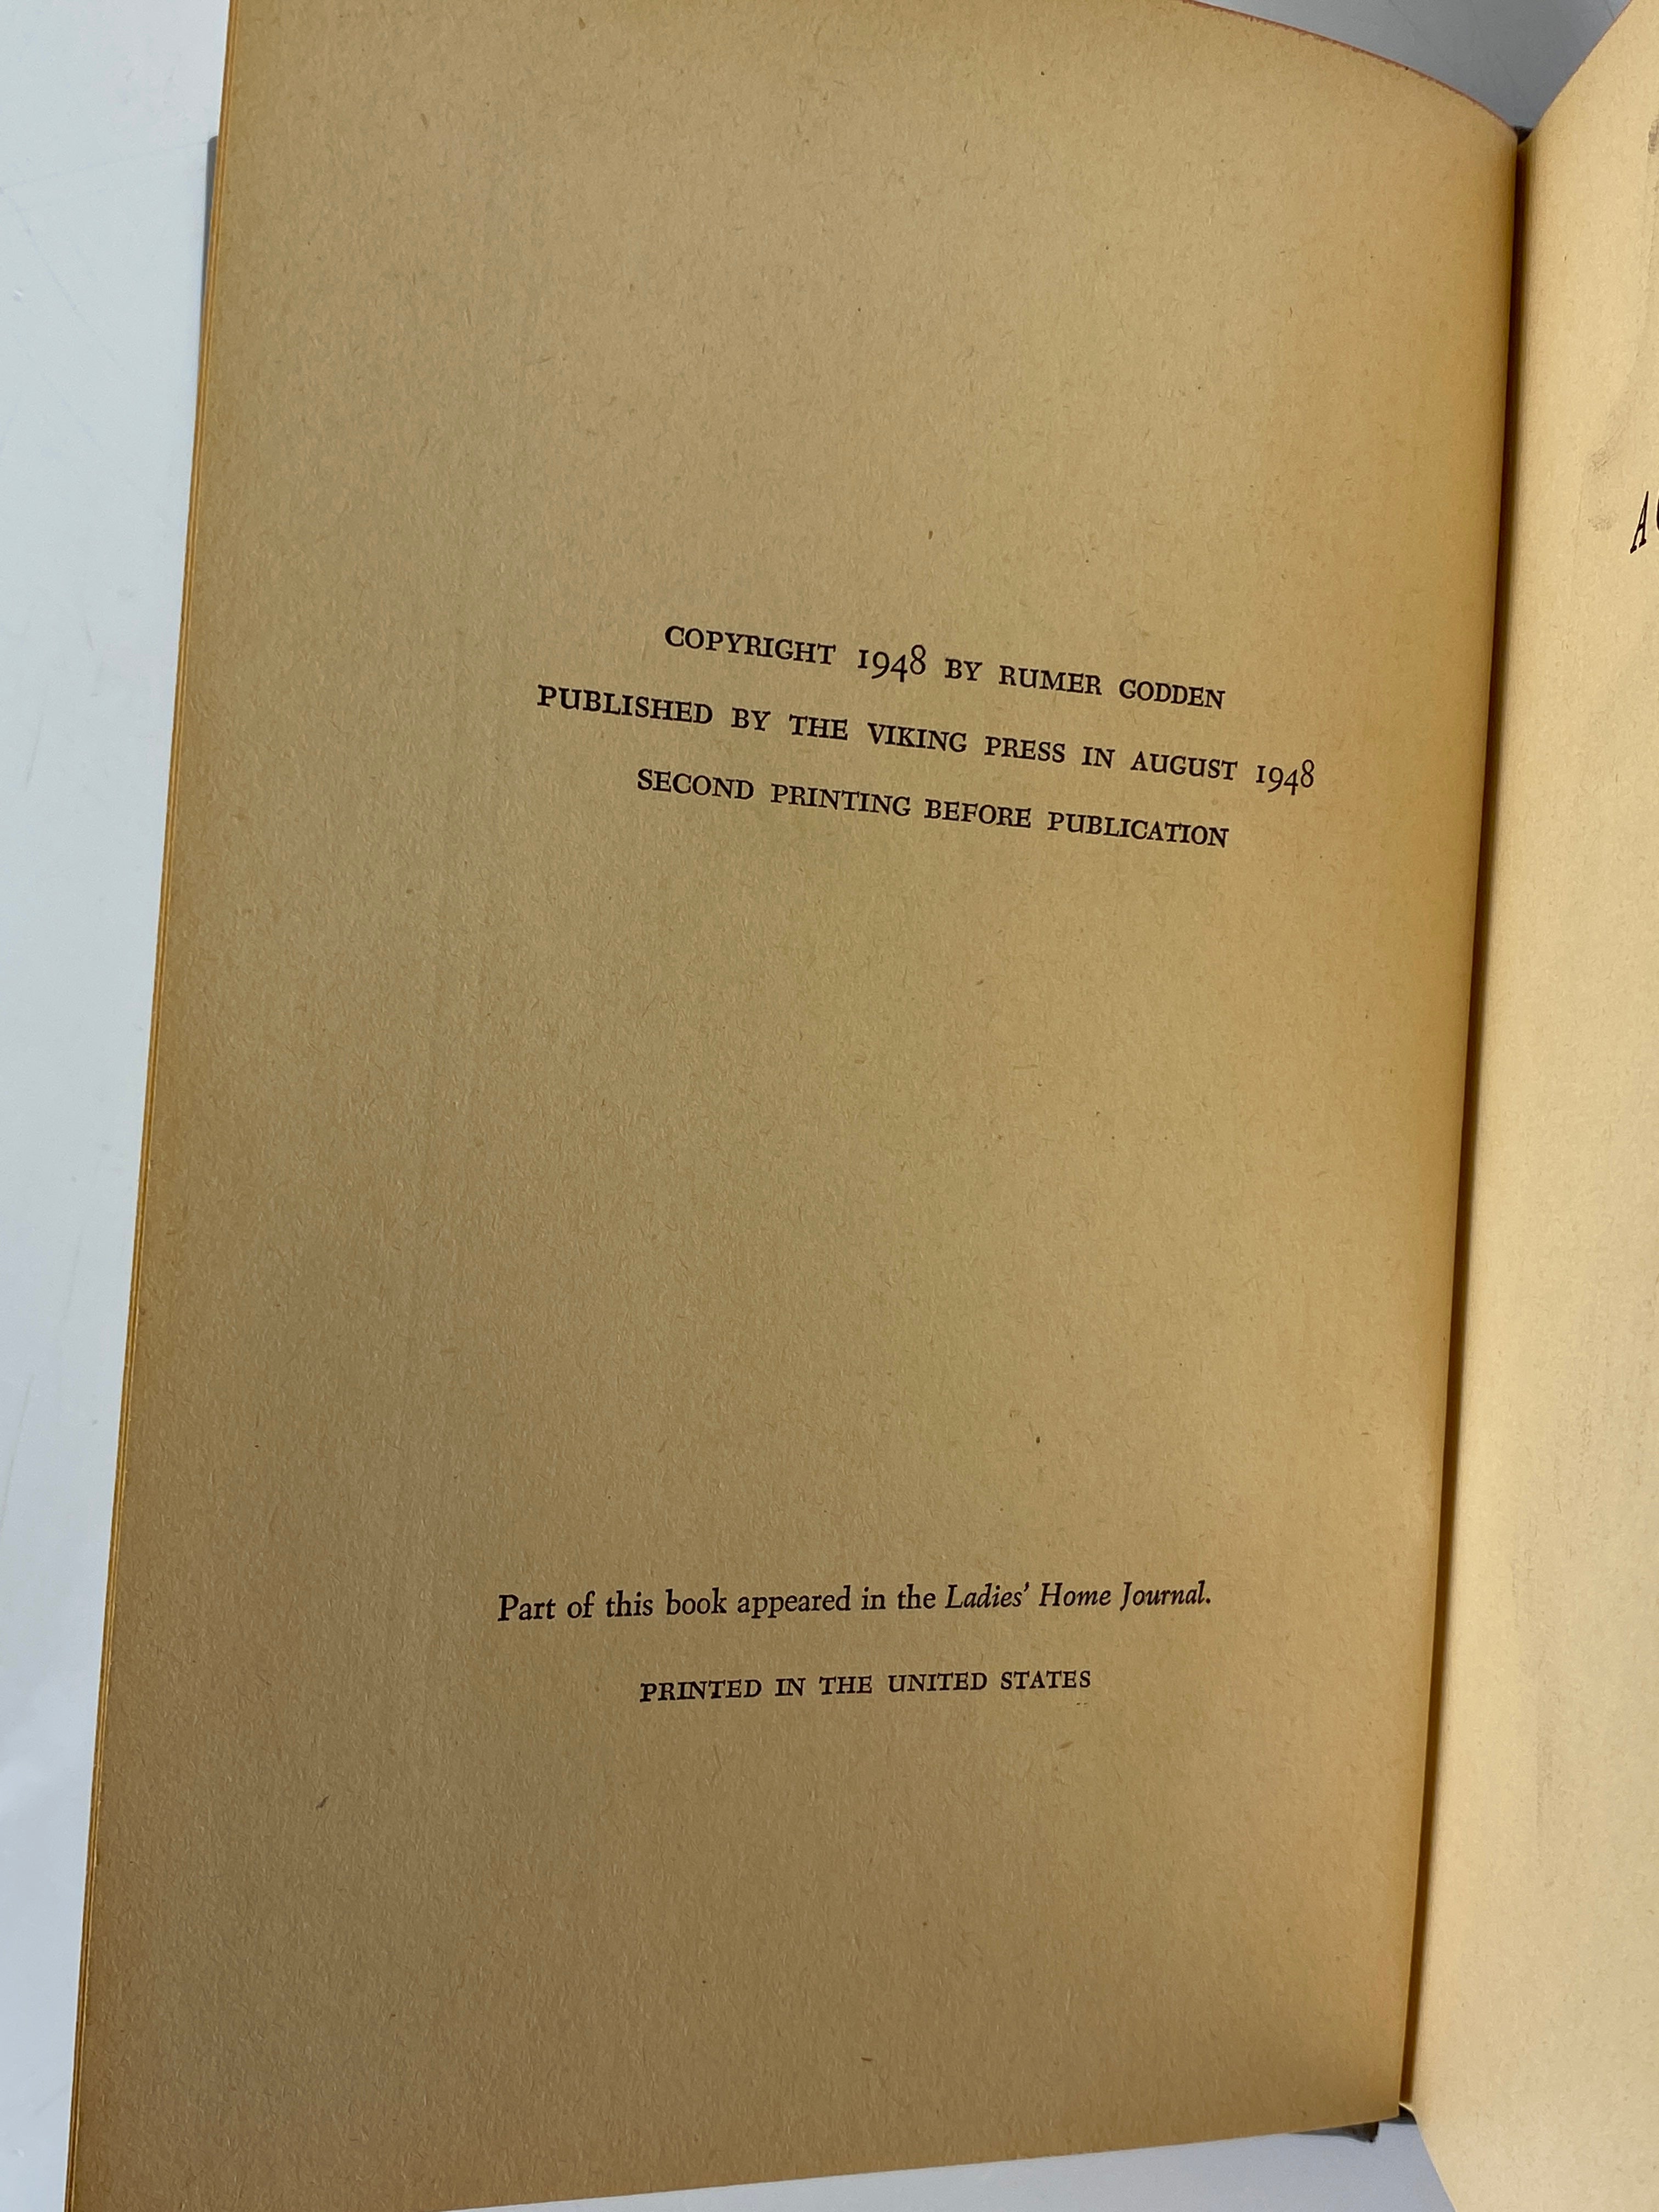 COPYRIGHT 1948 BY RUMER GODDEN
PUBLISHED BY THE VIKING PRESS IN AUGUST 1948
SECOND PRINTING BEFORE PUBLICATION
Part of this book appeared in the Ladies' Home Journal.
PRINTED IN THE UNITED STATES